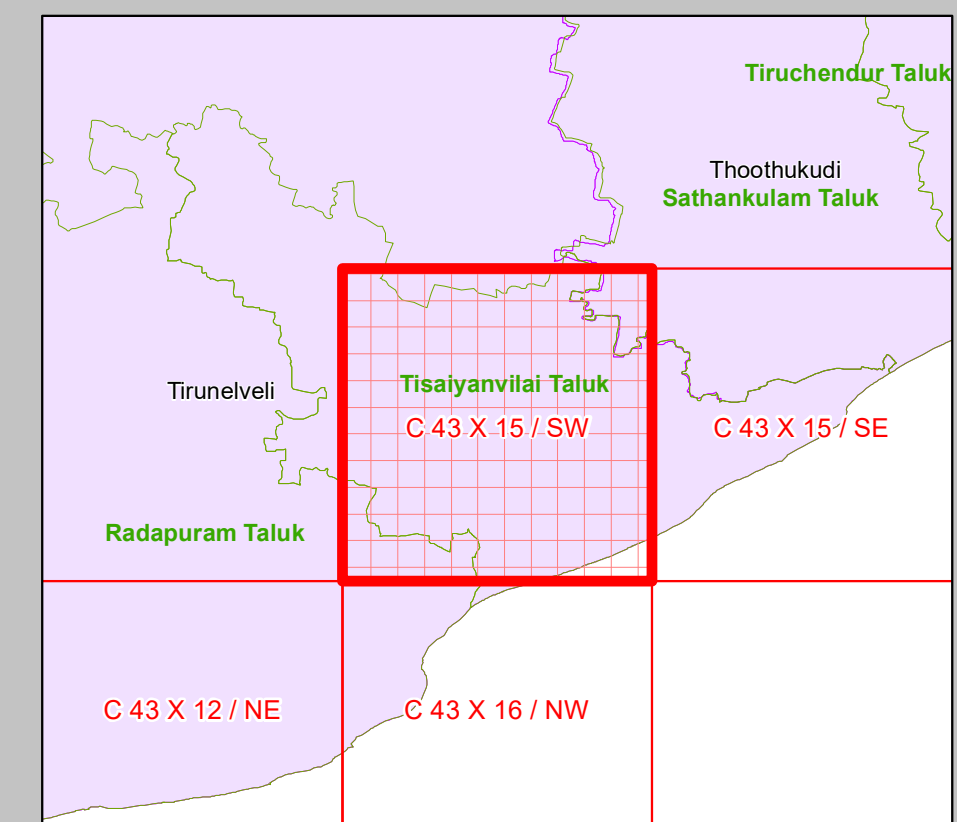 Tiruchendur Taluk
Thoothukudi
Sathankulam Taluk
Tisaiyanvilai Taluk
Tirunelveli
C 43 X 15 / SW
C 43 X 15 / SE
Radapuram Taluk
C 43 X 12 / NE
C 43 X 16 / NW